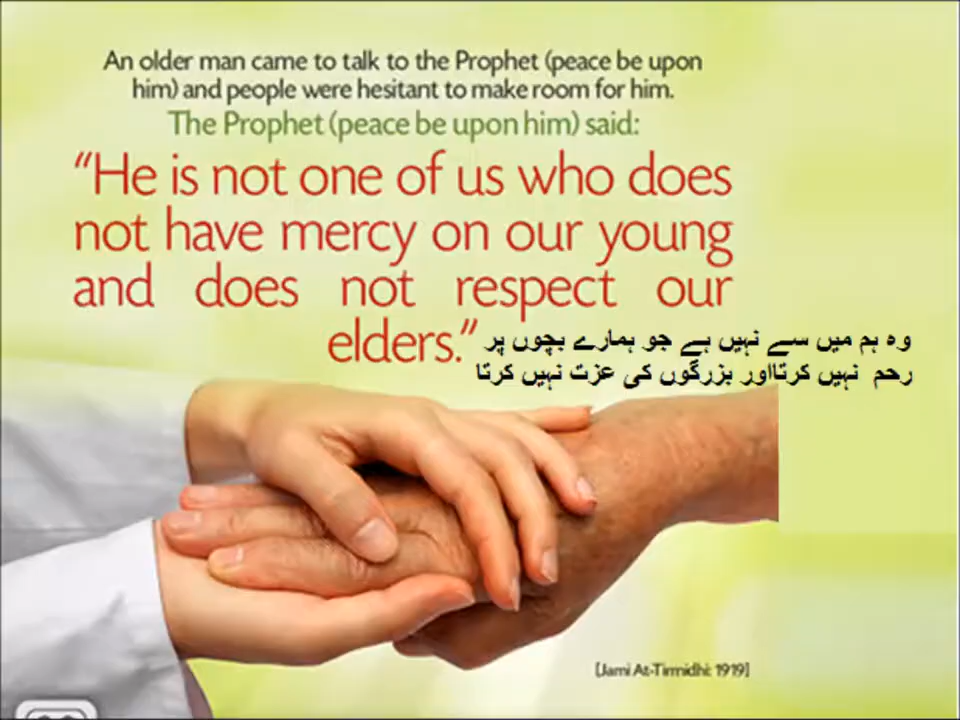 An older man came to talk to the Prophet (peace be upon
him) and people were hesitant to make room for him.
The Prophet (peace be upon him) said:
“He is not one of us who does
not have mercy on our young
and does not respect our
elders.”
وہ ہم میں سے نہیں ہے جو ہمارے بچوں پر
رحم نہیں کرتااور بزرگوں کی عزت نہیں کرتا
[Jami At-Tirmidhi: 1919]